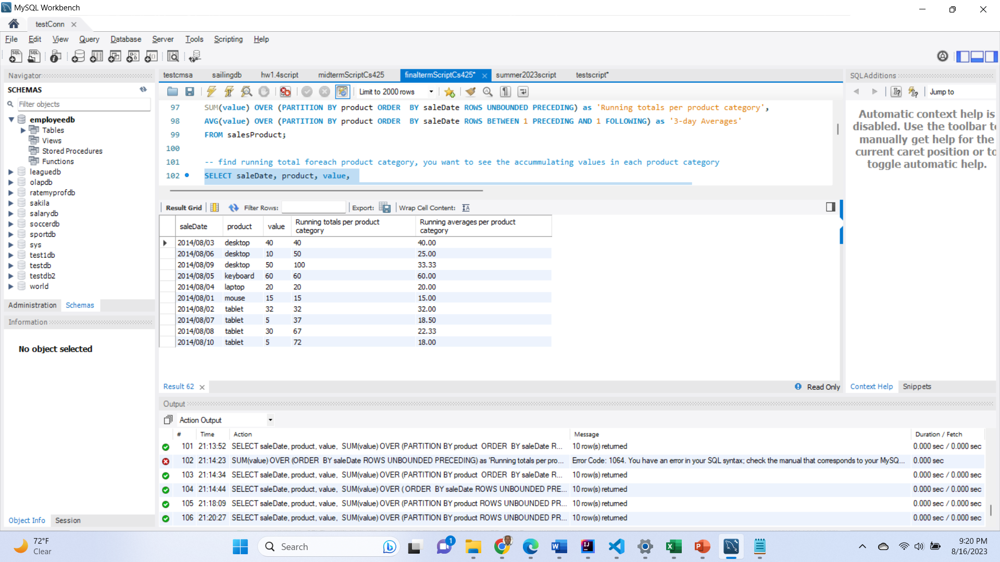 MySQL Workbench
testConn
File Edit View Query Database Server Tools Scripting Help
Navigator
SCHEMAS
Filter objects
employeedb
Tables
Views
Stored Procedures
Functions
leaguedb
olapdb
ratemyprofdb
sakila
salarydb
soccerdb
sportdb
sys
test1db
testdb
testdb2
world
Administration Schemas
Information
No object selected
Object Info Session
testcmsa sailingdb hw1.4script midtermScriptCs425 finaltermScriptCs425* summer2023script testscript*
Limit to 2000 rows
97 SUM(value) OVER (PARTITION BY product ORDER  BY saleDate ROWS UNBOUNDED PRECEDING) as 'Running totals per product category',
98 AVG(value) OVER (PARTITION BY product ORDER  BY saleDate ROWS BETWEEN 1 PRECEDING AND 1 FOLLOWING) as '3-day Averages'
99 FROM salesProduct;
100
101 -- find running total foreach product category, you want to see the accummulating values in each product category
102 SELECT saleDate, product, value,
Result Grid Filter Rows: Export: Wrap Cell Content:
saleDate product value Running totals per product category Running averages per product category
2014/08/03 desktop 40 40 40.00
2014/08/06 desktop 10 50 25.00
2014/08/09 desktop 50 100 33.33
2014/08/05 keyboard 60 60 60.00
2014/08/04 laptop 20 20 20.00
2014/08/01 mouse 15 15 15.00
2014/08/02 tablet 32 32 32.00
2014/08/07 tablet 5 37 18.50
2014/08/08 tablet 30 67 22.33
2014/08/10 tablet 5 72 18.00
Result 62 Read Only
SQLAdditions
Jump to
Automatic context help is
disabled. Use the toolbar to
manually get help for the
current caret position or to
toggle automatic help.
Context Help Snippets
Output
Action Output
# Time Action Message Duration / Fetch
101 21:13:52 SELECT saleDate, product, value,  SUM(value) OVER (PARTITION BY product  ORDER  BY saleDate R... 10 row(s) returned 0.000 sec / 0.000 sec
102 21:14:23 SUM(value) OVER (ORDER  BY saleDate ROWS UNBOUNDED PRECEDING) as 'Running totals per pro... Error Code: 1064. You have an error in your SQL syntax; check the manual that corresponds to your MySQ... 0.000 sec
103 21:14:34 SELECT saleDate, product, value,  SUM(value) OVER (PARTITION BY product  ORDER  BY saleDate R... 10 row(s) returned 0.000 sec / 0.000 sec
104 21:14:44 SELECT saleDate, product, value,  SUM(value) OVER ( ORDER  BY saleDate ROWS UNBOUNDED PRE... 10 row(s) returned 0.000 sec / 0.000 sec
105 21:18:09 SELECT saleDate, product, value,  SUM(value) OVER (PARTITION BY product ROWS UNBOUNDED PR... 10 row(s) returned 0.000 sec / 0.000 sec
106 21:20:27 SELECT saleDate, product, value,  SUM(value) OVER (PARTITION BY product ROWS UNBOUNDED PR... 10 row(s) returned 0.000 sec / 0.000 sec
72°F
Clear
Search
1
9:20 PM
8/16/2023